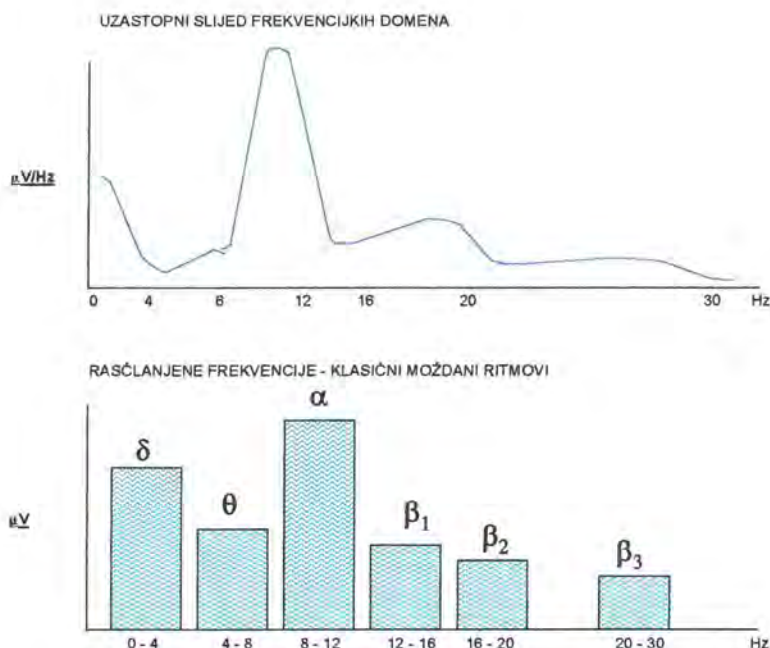 UZASTOPNI SLIJED FREKVENCIJKIH DOMENA
µV/Hz
0 4 8 12 16 20 30 Hz
RASČLANJENE FREKVENCIJE - KLASIČNI MOŽDANI RITMOVI
α
δ
θ
β1
β2
β3
µV
0 - 4 4 - 8 8 - 12 12 - 16 16 - 20 20 - 30 Hz